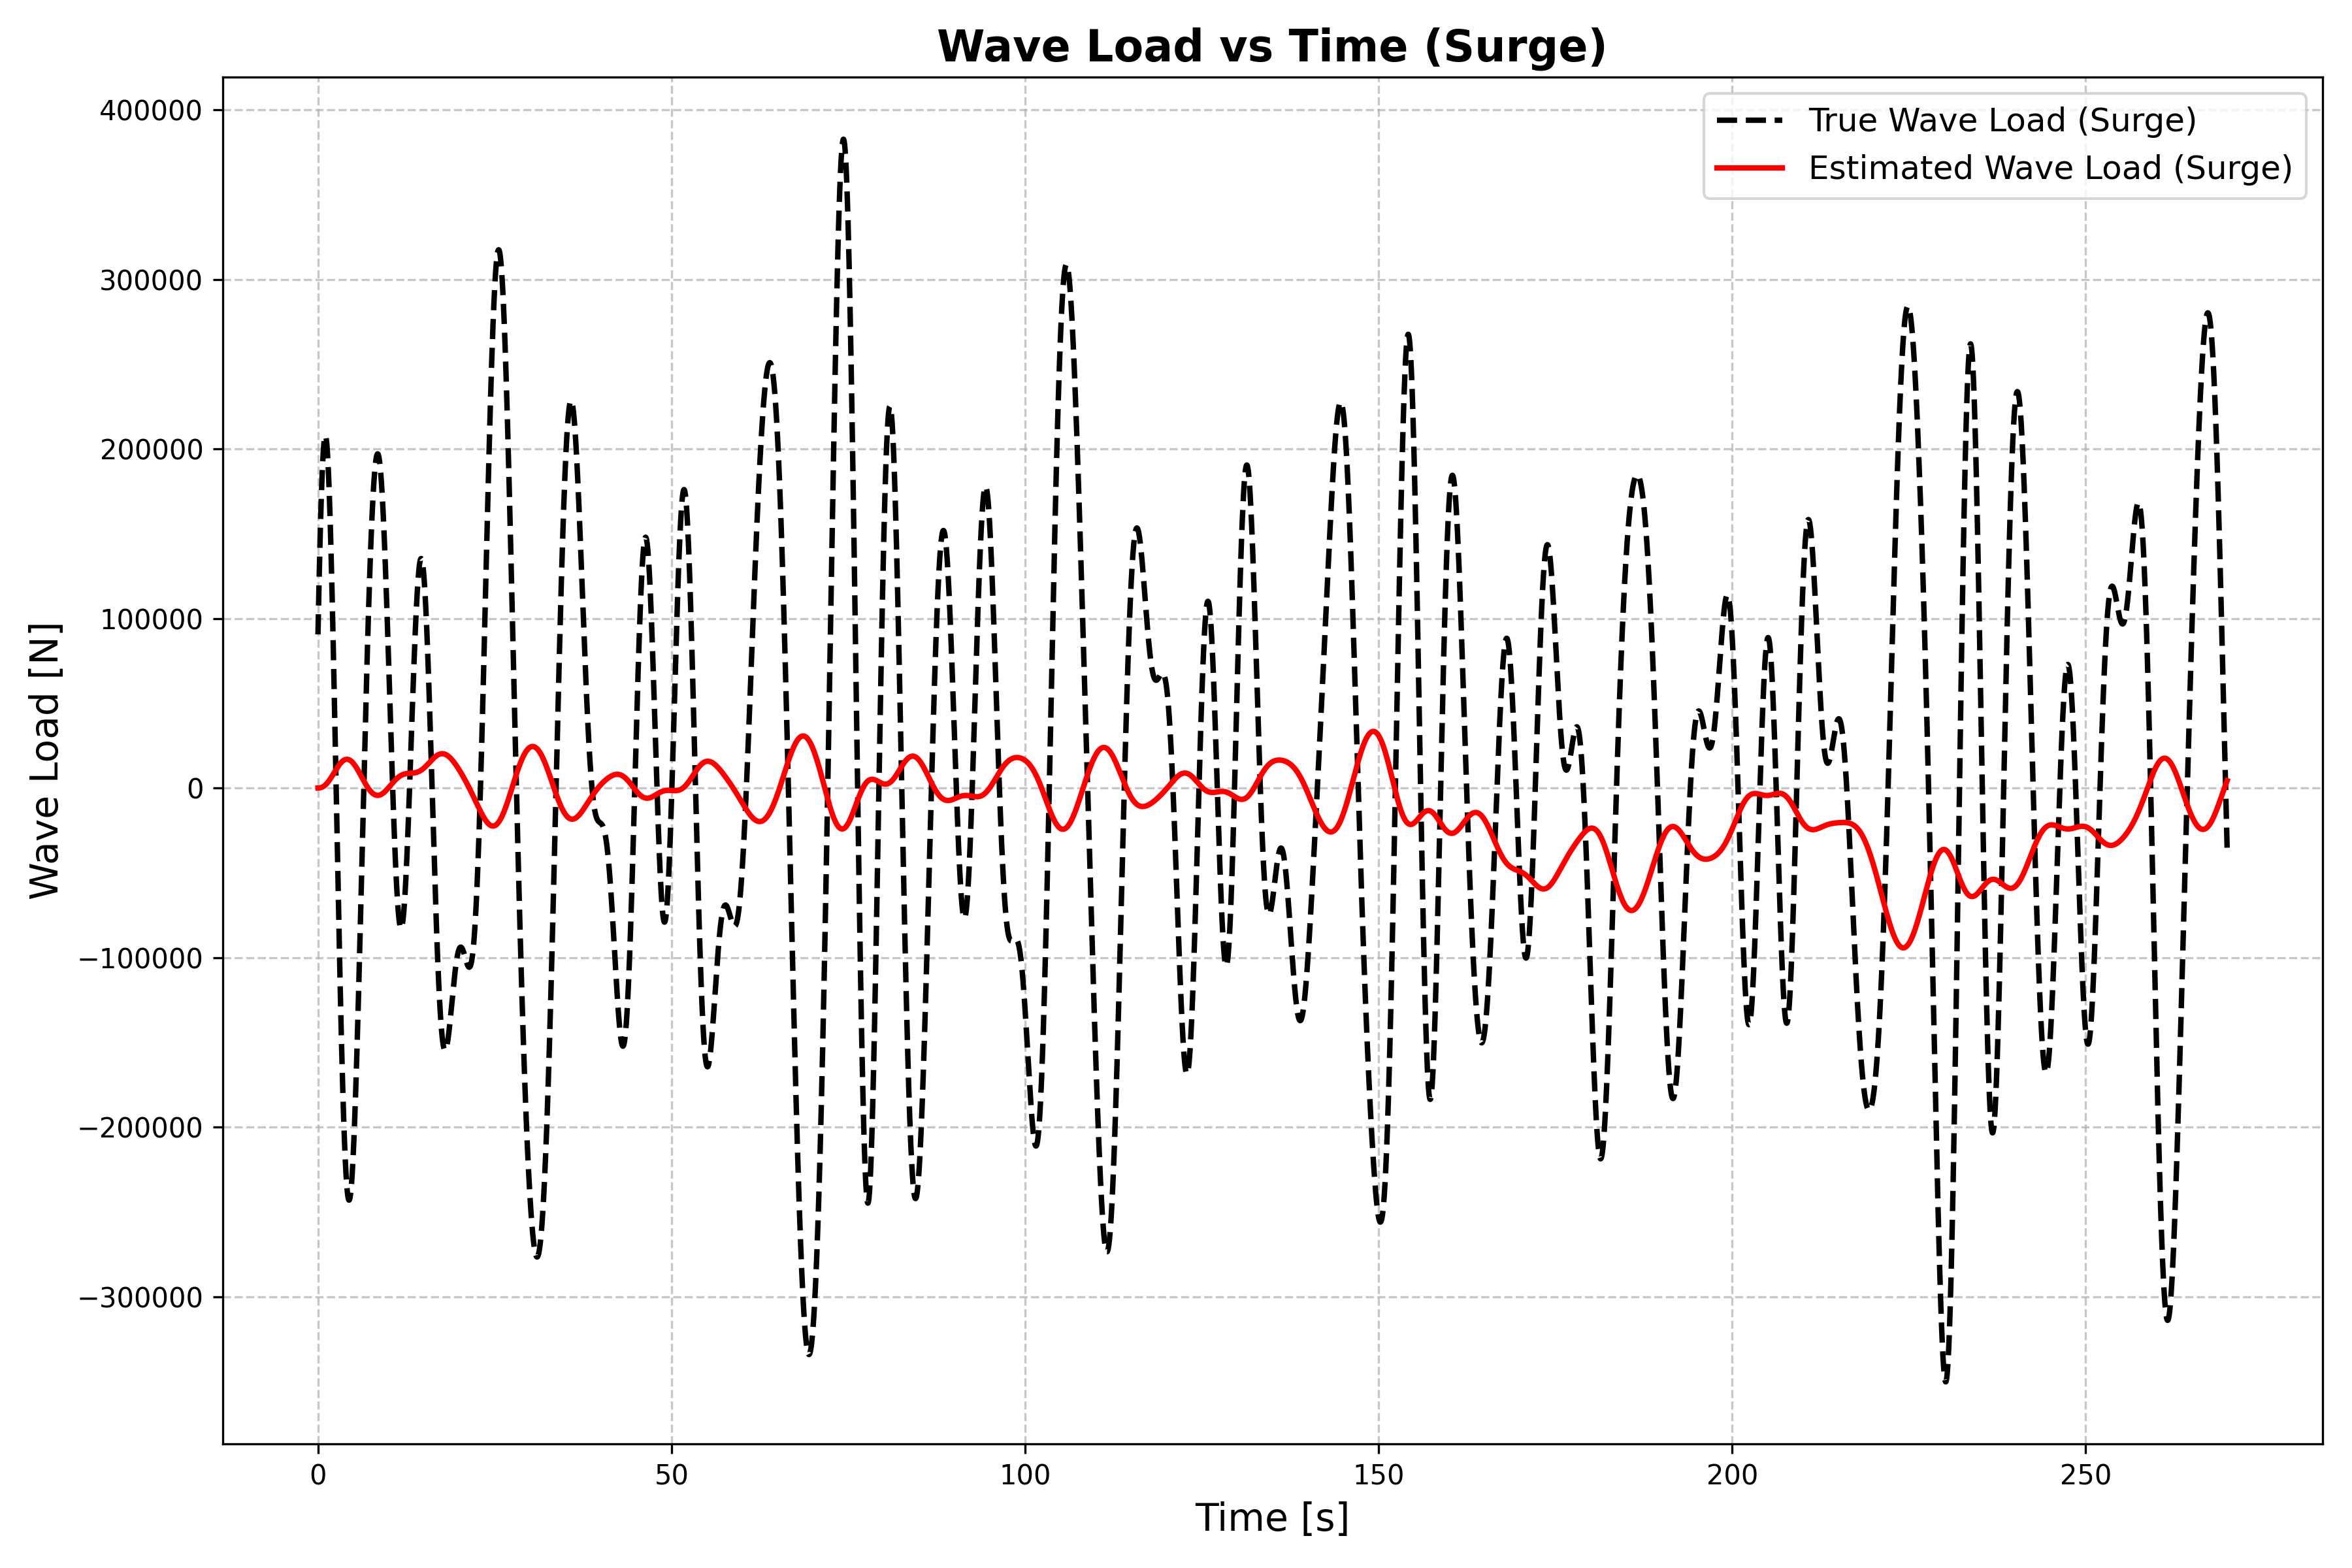 Wave Load vs Time (Surge)
True Wave Load (Surge)
Estimated Wave Load (Surge)
Wave Load [N]
400000
300000
200000
100000
0
−100000
−200000
−300000
0
50
100
150
200
250
Time [s]